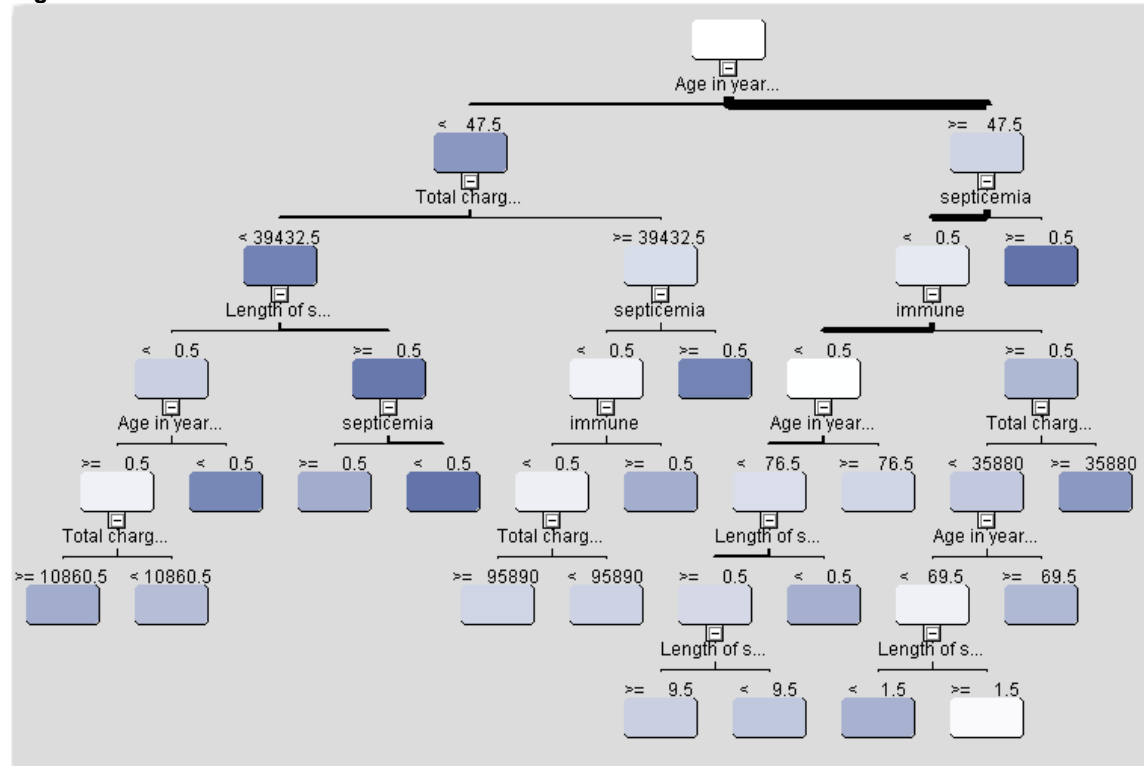 Age in year...
< 47.5 >= 47.5
Total charg... septicemia
< 39432.5 >= 39432.5 < 0.5 >= 0.5
Length of s... septicemia immune
< 0.5 >= 0.5 < 0.5 >= 0.5 < 0.5 >= 0.5
Age in year... septicemia immune Age in year... Total charg...
>= 0.5 < 0.5 >= 0.5 < 0.5 < 0.5 >= 0.5 < 76.5 >= 76.5 < 35880 >= 35880
Total charg... Total charg... Length of s... Age in year...
>= 10860.5 < 10860.5 >= 95890 < 95890 >= 0.5 < 0.5 < 69.5 >= 69.5
Length of s... Length of s...
>= 9.5 < 9.5 < 1.5 >= 1.5